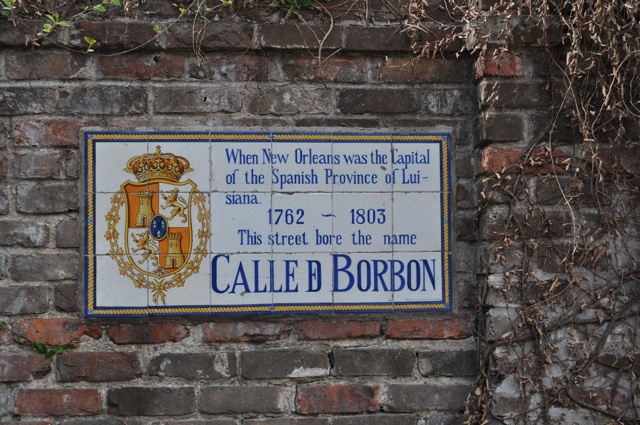 When New Orleans was the Capital
of the Spanish Province of Lui-
siana.
1762 ~ 1803
This street bore the name
CALLE D BORBON